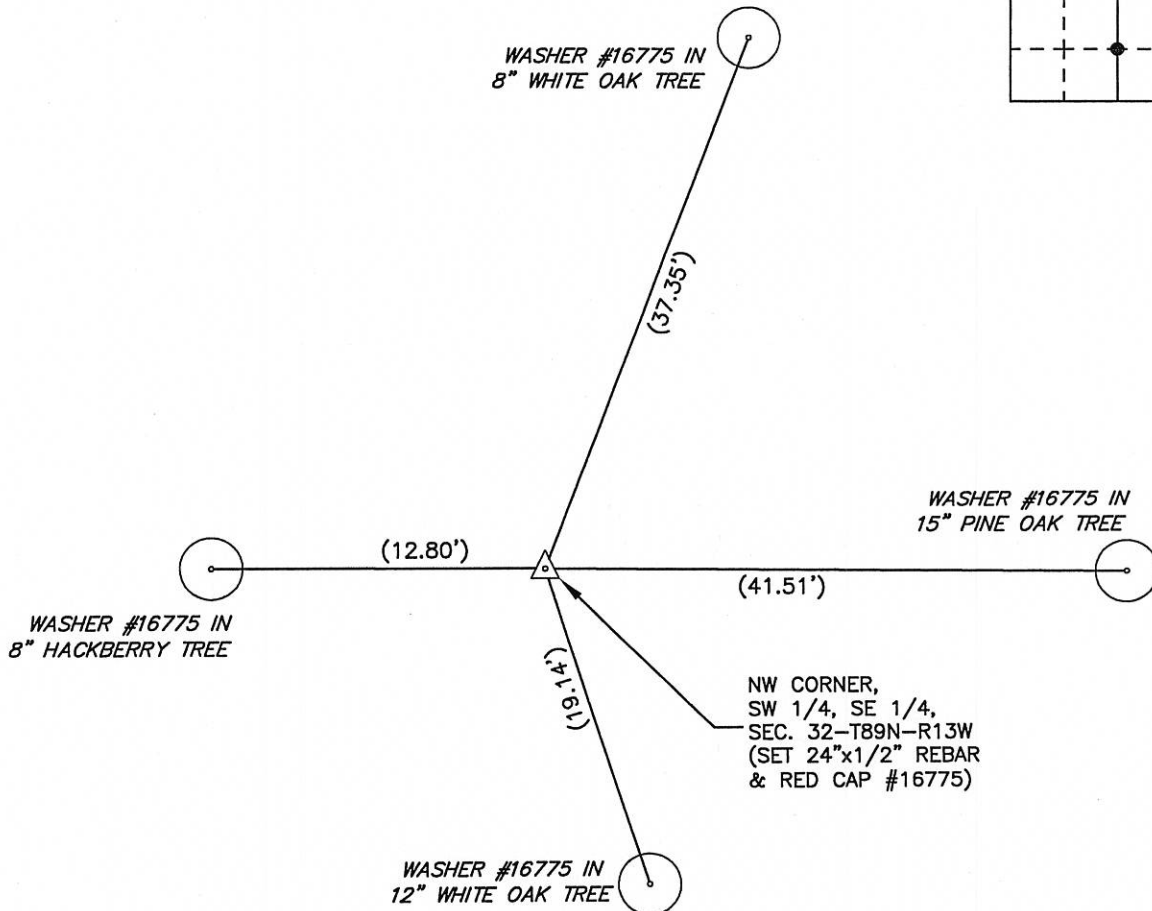 WASHER #16775 IN
8" WHITE OAK TREE
(37.35')
WASHER #16775 IN
15" PINE OAK TREE
(12.80')
(41.51')
WASHER #16775 IN
8" HACKBERRY TREE
(19.14')
NW CORNER,
SW 1/4, SE 1/4,
SEC. 32-T89N-R13W
(SET 24"x1/2" REBAR
& RED CAP #16775)
WASHER #16775 IN
12" WHITE OAK TREE